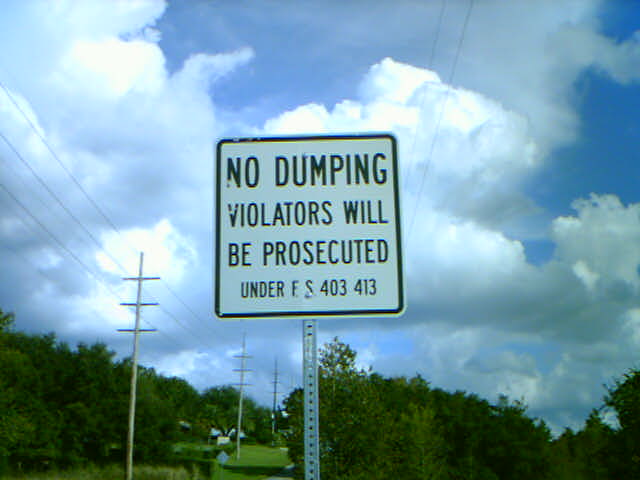 NO DUMPING
VIOLATORS WILL
BE PROSECUTED
UNDER F.S. 403 413